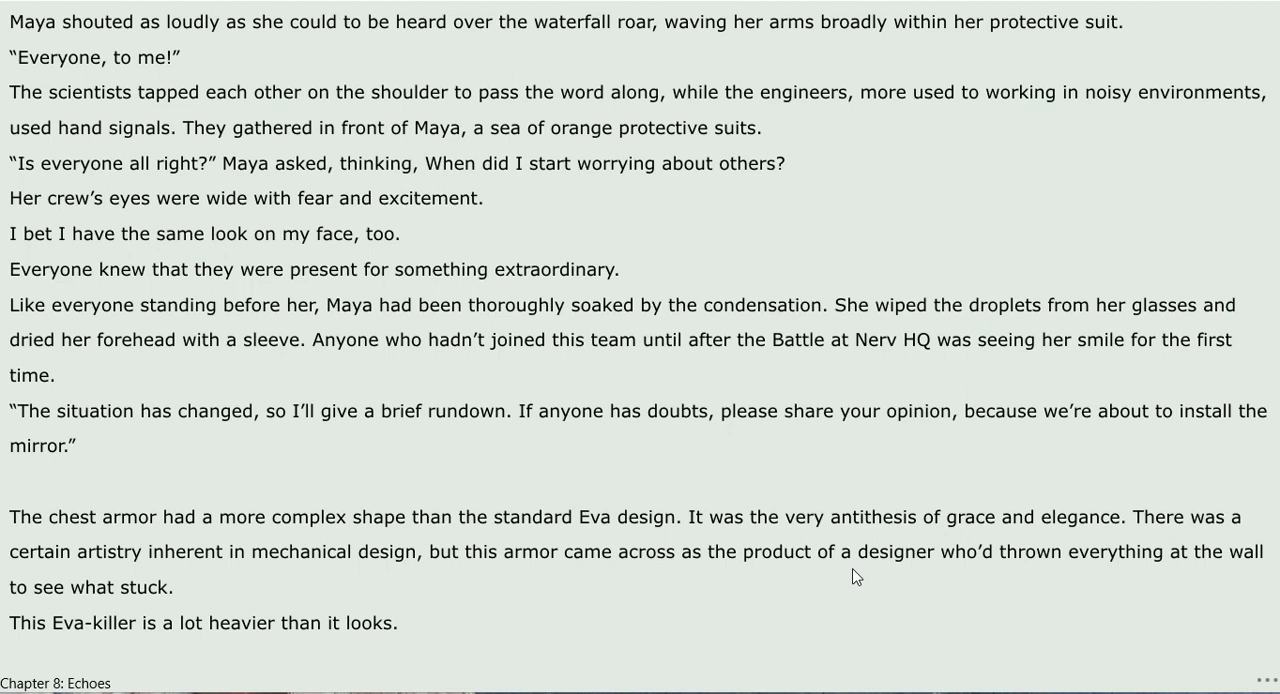 Maya shouted as loudly as she could to be heard over the waterfall roar, waving her arms broadly within her protective suit.
“Everyone, to me!”
The scientists tapped each other on the shoulder to pass the word along, while the engineers, more used to working in noisy environments,
used hand signals. They gathered in front of Maya, a sea of orange protective suits.
“Is everyone all right?” Maya asked, thinking, When did I start worrying about others?
Her crew’s eyes were wide with fear and excitement.
I bet I have the same look on my face, too.
Everyone knew that they were present for something extraordinary.
Like everyone standing before her, Maya had been thoroughly soaked by the condensation. She wiped the droplets from her glasses and
dried her forehead with a sleeve. Anyone who hadn’t joined this team until after the Battle at Nerv HQ was seeing her smile for the first
time.
“The situation has changed, so I’ll give a brief rundown. If anyone has doubts, please share your opinion, because we’re about to install the
mirror.”
The chest armor had a more complex shape than the standard Eva design. It was the very antithesis of grace and elegance. There was a
certain artistry inherent in mechanical design, but this armor came across as the product of a designer who’d thrown everything at the wall
to see what stuck.
This Eva-killer is a lot heavier than it looks.
Chapter 8: Echoes